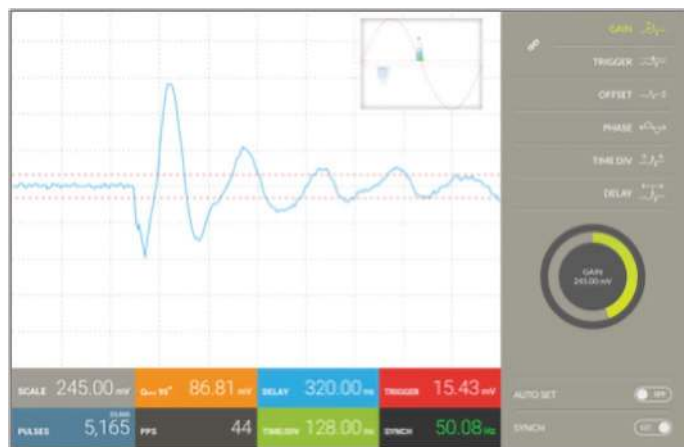 GAIN
TRIGGER
OFFSET
PHASE
TIME DIV
DELAY
GAIN
245.00 mV
SCALE 245.00 mV
95° 86.81 mV
DELAY 320.00 ns
TRIGGER 15.43 mV
AUTO SET OFF
PULSES 5,165
PPS 44
TIME/DIV 128.00 ns
SYNCH 50.08 Hz
SYNCH